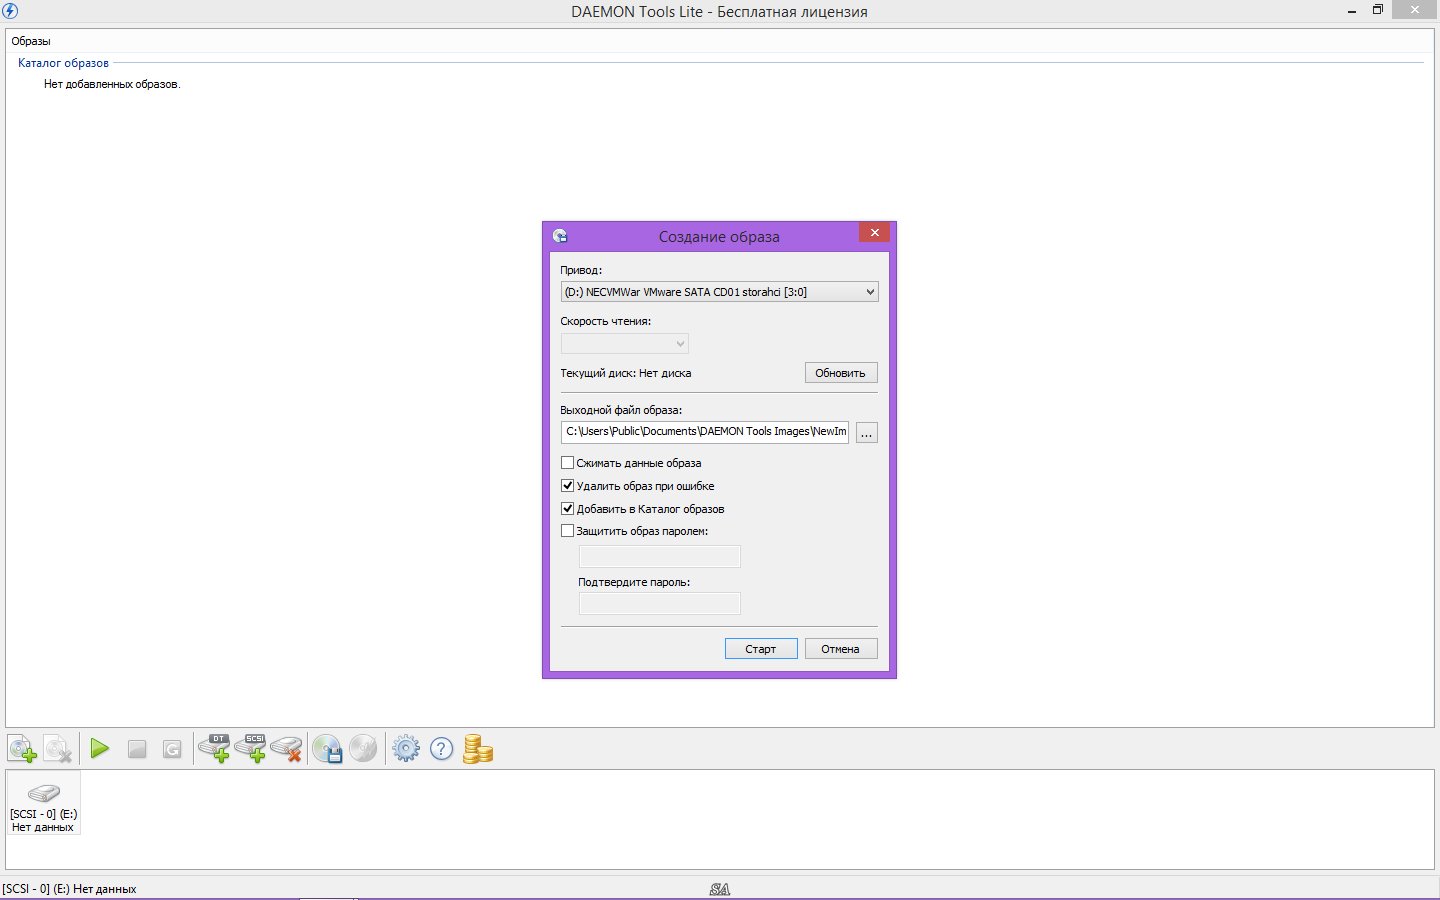 DAEMON Tools Lite - Бесплатная лицензия
Образы
Каталог образов
Нет добавленных образов.
Создание образа
Привод:
(D:) NECVMWar VMware SATA CD01 storahci [3:0]
Скорость чтения:
Текущий диск: Нет диска
Обновить
Выходной файл образа:
C:\Users\Public\Documents\DAEMON Tools Images\NewIm
...
Сжимать данные образа
Удалить образ при ошибке
Добавить в Каталог образов
Защитить образ паролем:
Подтвердите пароль:
Старт
Отмена
G
DT
SCSI
?
[SCSI - 0] (E:)
Нет данных
[SCSI - 0] (E:) Нет данных
SA